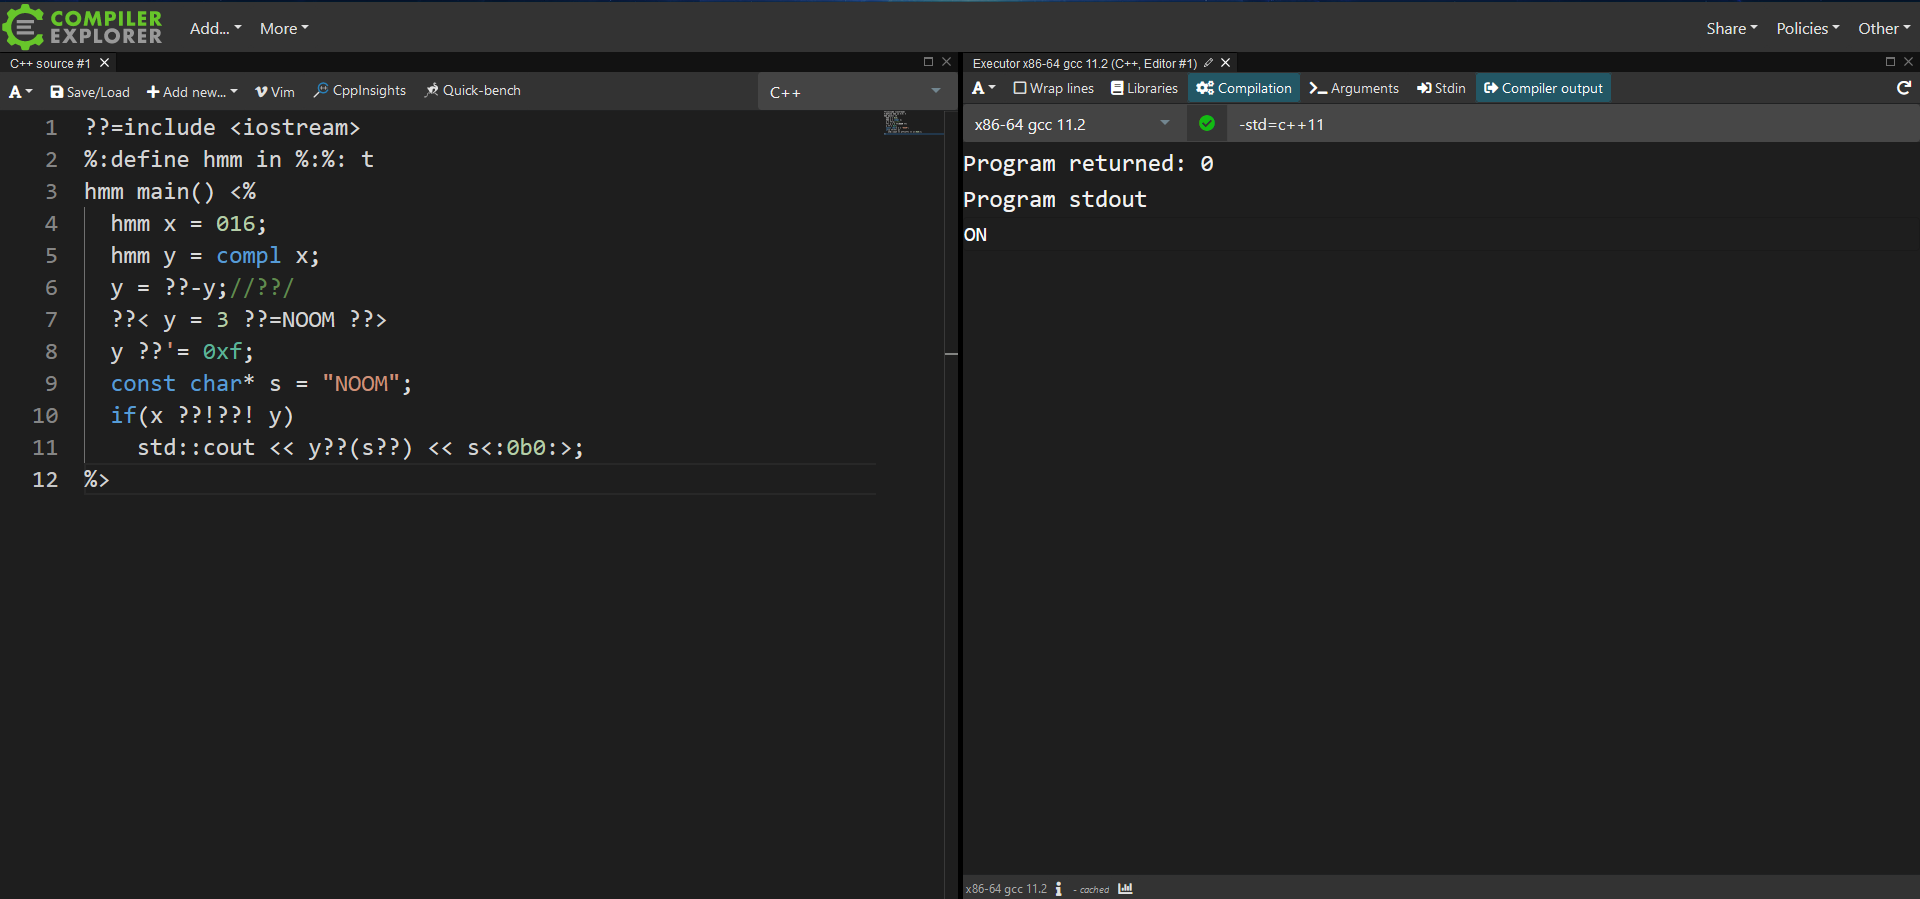 COMPILER EXPLORER Add... More Share Policies Other
C++ source #1
A Save/Load Add new... Vim CppInsights Quick-bench C++
1 ??=include <iostream>
2 %:define hmm in %:%: t
3 hmm main() <%
4 hmm x = 016;
5 hmm y = compl x;
6 y = ??-y;//??/
7 ??< y = 3 ??=NOOM ??>
8 y ??'= 0xf;
9 const char* s = "NOOM";
10 if(x ??!??! y)
11 std::cout << y??(s??) << s<:0b0:>;
12 %>
Executor x86-64 gcc 11.2 (C++, Editor #1)
A Wrap lines Libraries Compilation Arguments Stdin Compiler output
x86-64 gcc 11.2 -std=c++11
Program returned: 0
Program stdout
ON
x86-64 gcc 11.2 i - cached